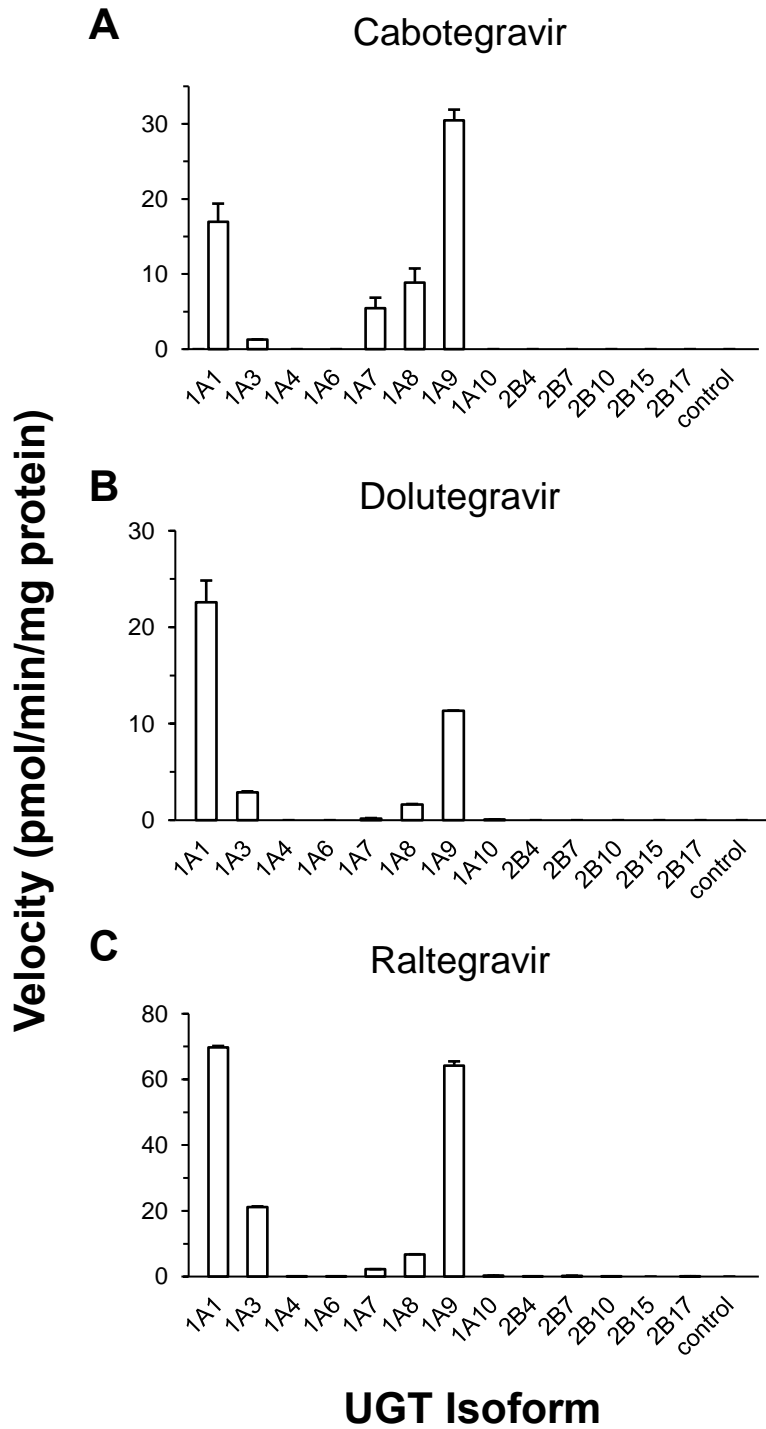 A
Cabotegravir
30
20
10
0
1A1
1A3
1A4
1A6
1A7
1A8
1A9
1A10
2B4
2B7
2B10
2B15
2B17
control
Velocity (pmol/min/mg protein)
B
Dolutegravir
30
20
10
0
1A1
1A3
1A4
1A6
1A7
1A8
1A9
1A10
2B4
2B7
2B10
2B15
2B17
control
C
Raltegravir
80
60
40
20
0
1A1
1A3
1A4
1A6
1A7
1A8
1A9
1A10
2B4
2B7
2B10
2B15
2B17
control
UGT Isoform